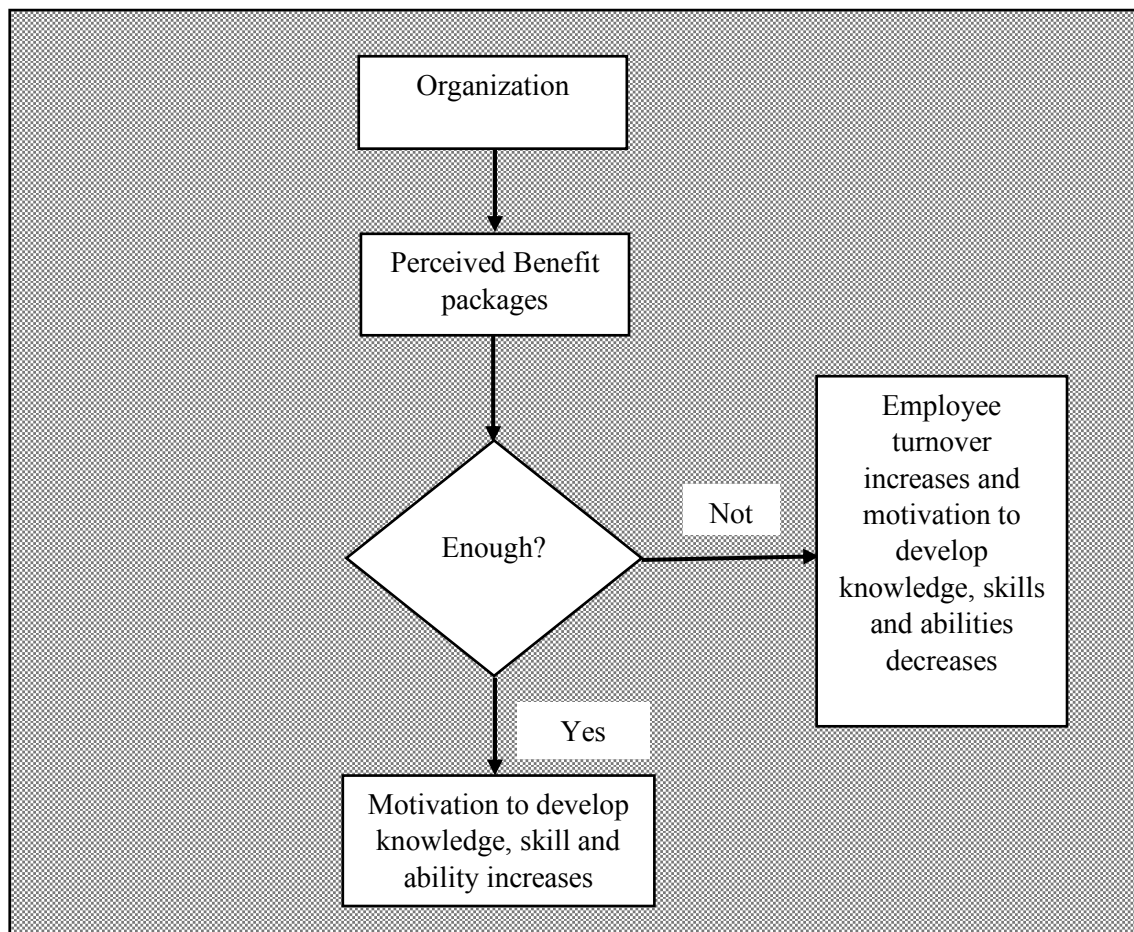 Organization
Perceived Benefit
packages
Enough?
Not
Employee
turnover
increases and
motivation to
develop
knowledge, skills
and abilities
decreases
Yes
Motivation to develop
knowledge, skill and
ability increases